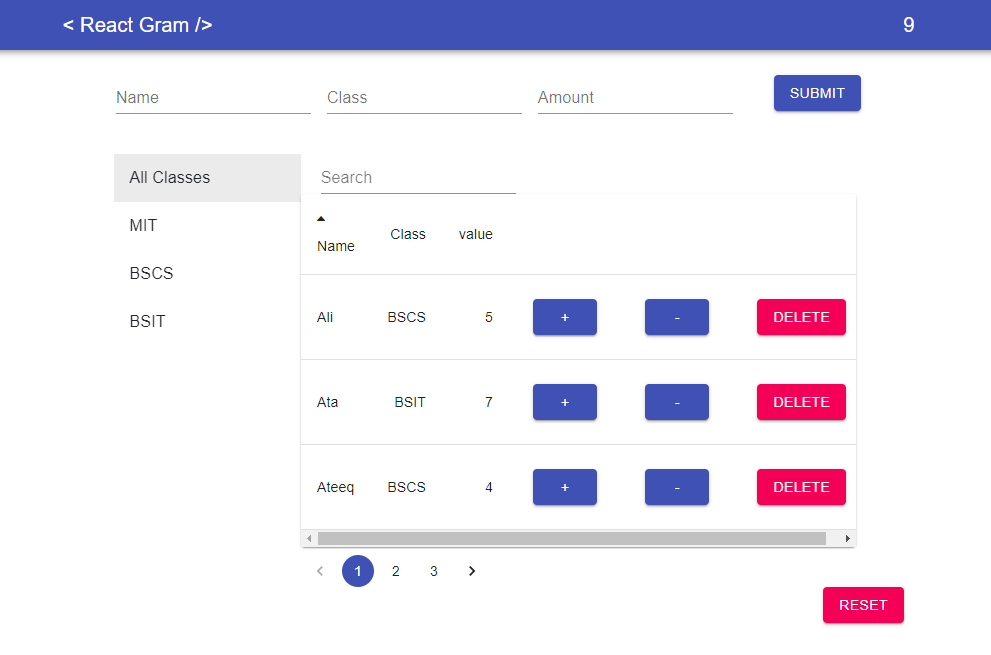 < React Gram /> 9
Name Class Amount SUBMIT
All Classes
MIT
BSCS
BSIT
Search
Name Class value
Ali BSCS 5 + - DELETE
Ata BSIT 7 + - DELETE
Ateeq BSCS 4 + - DELETE
1 2 3
RESET